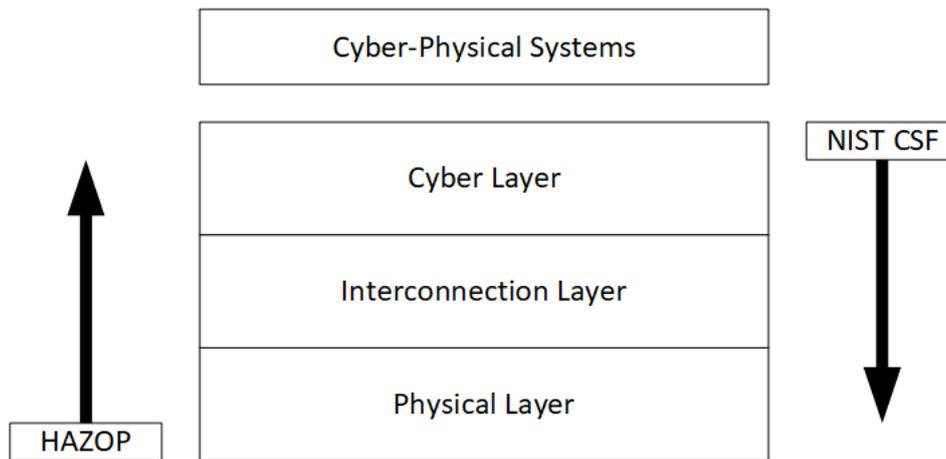 Cyber-Physical Systems
NIST CSF
Cyber Layer
Interconnection Layer
Physical Layer
HAZOP